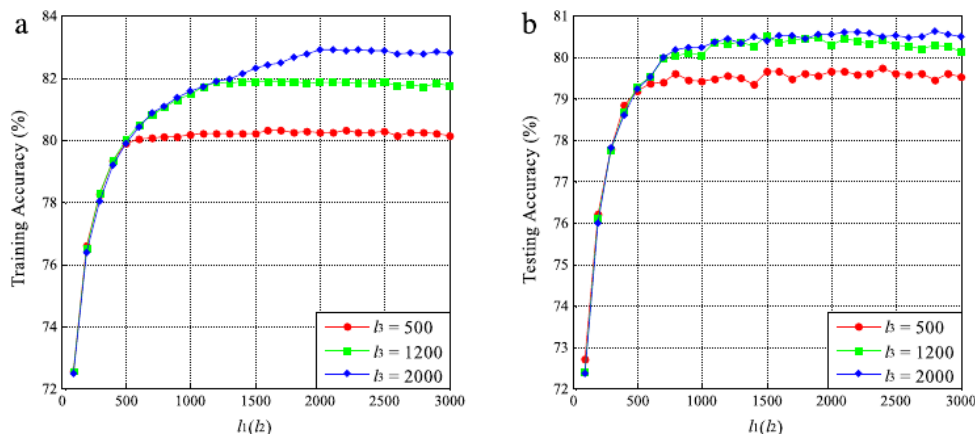 a
Training Accuracy (%)
84
82
80
78
76
74
72
0
500
1000
1500
2000
2500
3000
l1(l2)
l3 = 500
l3 = 1200
l3 = 2000
b
Testing Accuracy (%)
81
80
79
78
77
76
75
74
73
72
0
500
1000
1500
2000
2500
3000
l1(l2)
l3 = 500
l3 = 1200
l3 = 2000